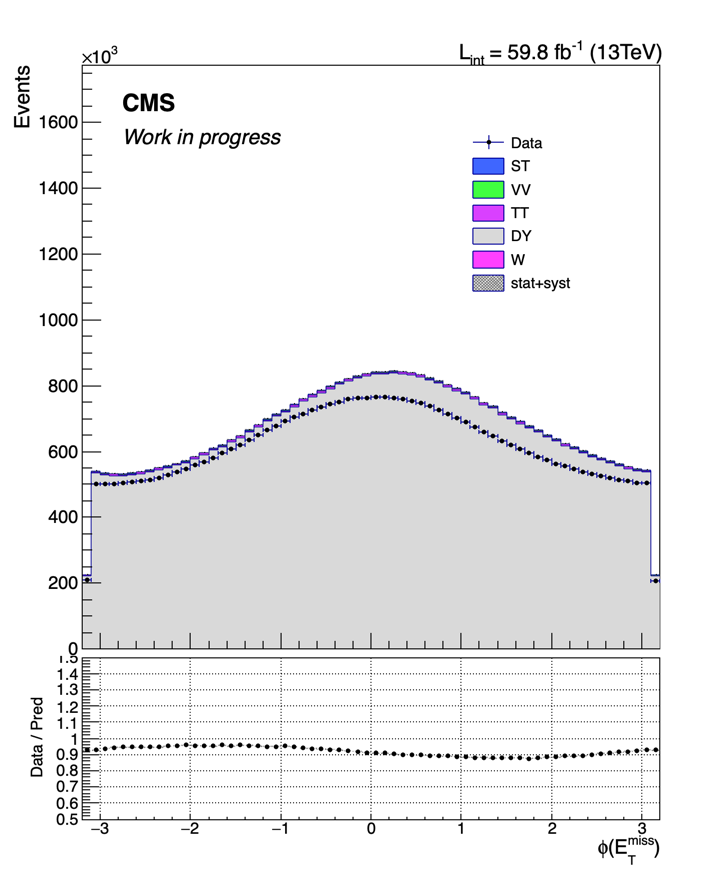 ×10³
L_int = 59.8 fb⁻¹ (13TeV)
Events
CMS
Work in progress
Data
ST
VV
TT
DY
W
stat+syst
1600
1400
1200
1000
800
600
400
200
0
Data / Pred
1.5
1.4
1.3
1.2
1.1
1
0.9
0.8
0.7
0.6
0.5
−3 −2 −1 0 1 2 3
ϕ(E_T^miss)